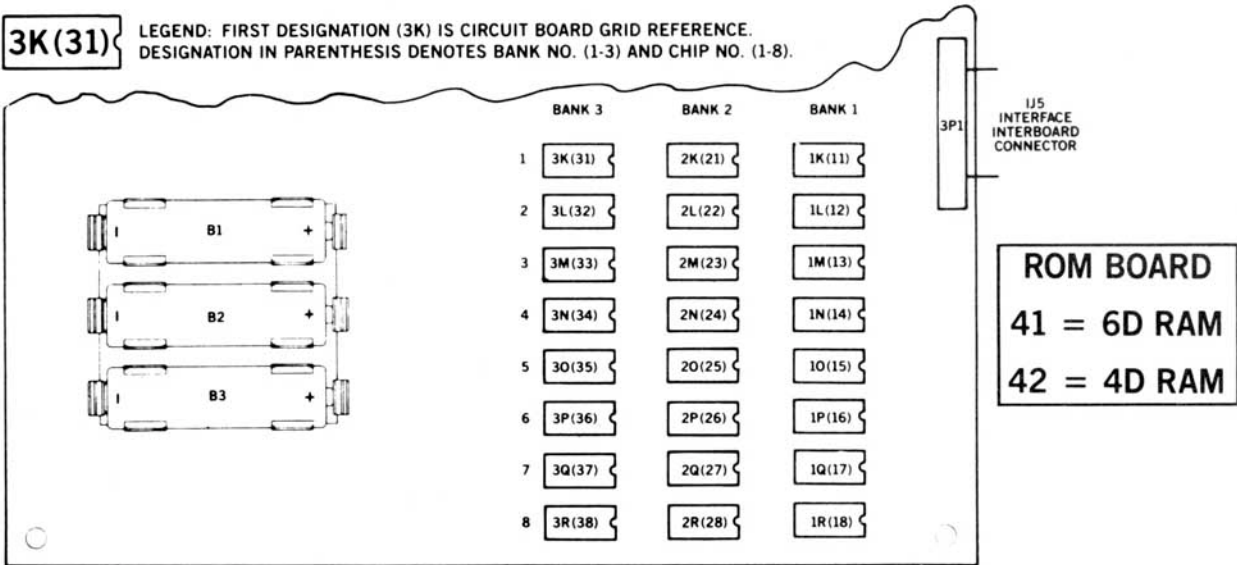 3K(31)
LEGEND: FIRST DESIGNATION (3K) IS CIRCUIT BOARD GRID REFERENCE.
DESIGNATION IN PARENTHESIS DENOTES BANK NO. (1-3) AND CHIP NO. (1-8).
BANK 3 BANK 2 BANK 1
3P1
1J5
INTERFACE
INTERBOARD
CONNECTOR
1 3K(31) 2K(21) 1K(11)
2 3L(32) 2L(22) 1L(12)
3 3M(33) 2M(23) 1M(13)
4 3N(34) 2N(24) 1N(14)
5 3O(35) 2O(25) 1O(15)
6 3P(36) 2P(26) 1P(16)
7 3Q(37) 2Q(27) 1Q(17)
8 3R(38) 2R(28) 1R(18)
- B1 +
- B2 +
- B3 +
ROM BOARD
41 = 6D RAM
42 = 4D RAM